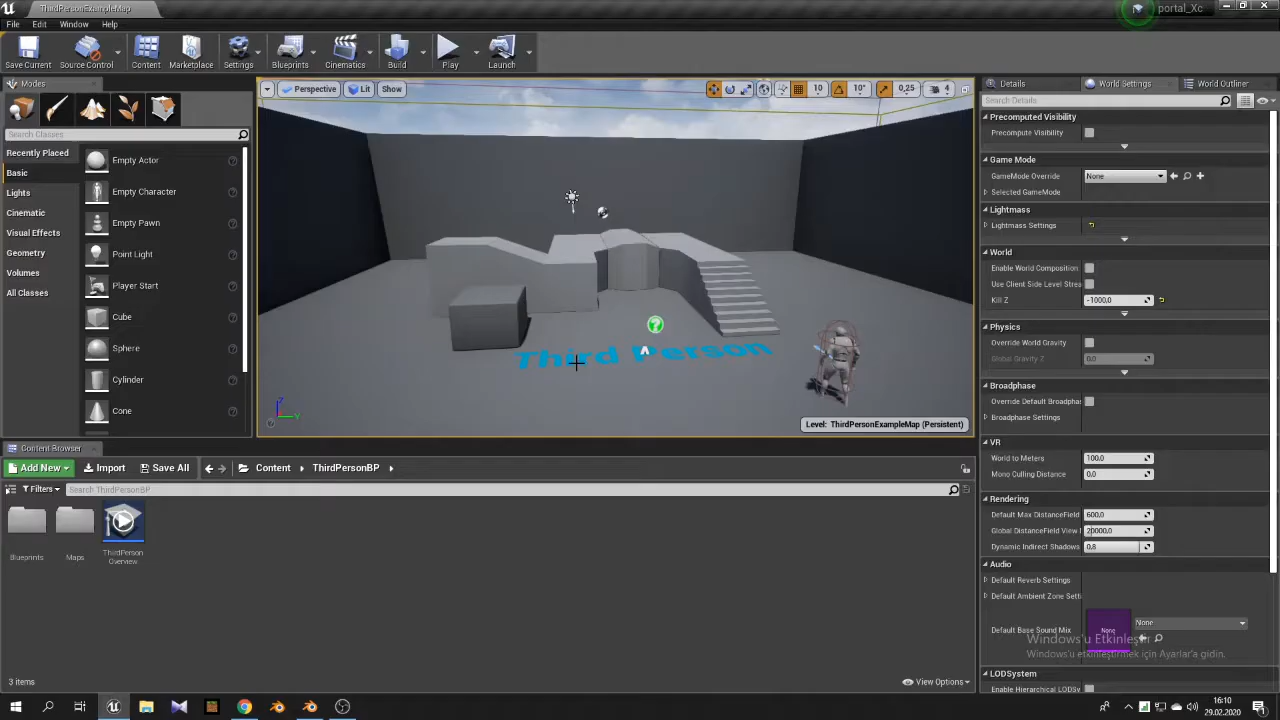 ThirdPersonExampleMap
portal_Xc
File Edit Window Help
Save Current Source Control Content Marketplace Settings Blueprints Cinematics Build Play Launch
Modes
Search Classes
Recently Placed
Basic
Lights
Cinematic
Visual Effects
Geometry
Volumes
All Classes
Empty Actor
Empty Character
Empty Pawn
Point Light
Player Start
Cube
Sphere
Cylinder
Cone
Perspective Lit Show
10 10° 0,25 4
Third Person
Level: ThirdPersonExampleMap (Persistent)
Details World Settings World Outliner
Search Details
Precomputed Visibility
Precompute Visibility
Game Mode
GameMode Override None
Selected GameMode
Lightmass
Lightmass Settings
World
Enable World Composition
Use Client Side Level Strea
Kill Z -1000,0
Physics
Override World Gravity
Global Gravity Z 0.0
Broadphase
Override Default Broadphas
Broadphase Settings
VR
World to Meters 100,0
Mono Culling Distance 0,0
Rendering
Default Max DistanceField 600,0
Global DistanceField View 20000,0
Dynamic Indirect Shadows 0,8
Audio
Default Reverb Settings
Default Ambient Zone Setti
Default Base Sound Mix None None
LODSystem
Enable Hierarchical LODSy
Windows'u Etkinleştir
Windows'u etkinleştirmek için Ayarlar'a gidin.
Content Browser
Add New Import Save All Content ThirdPersonBP
Filters Search ThirdPersonBP
Blueprints
Maps
ThirdPerson
Overview
3 items
View Options
16:10
29.02.2020